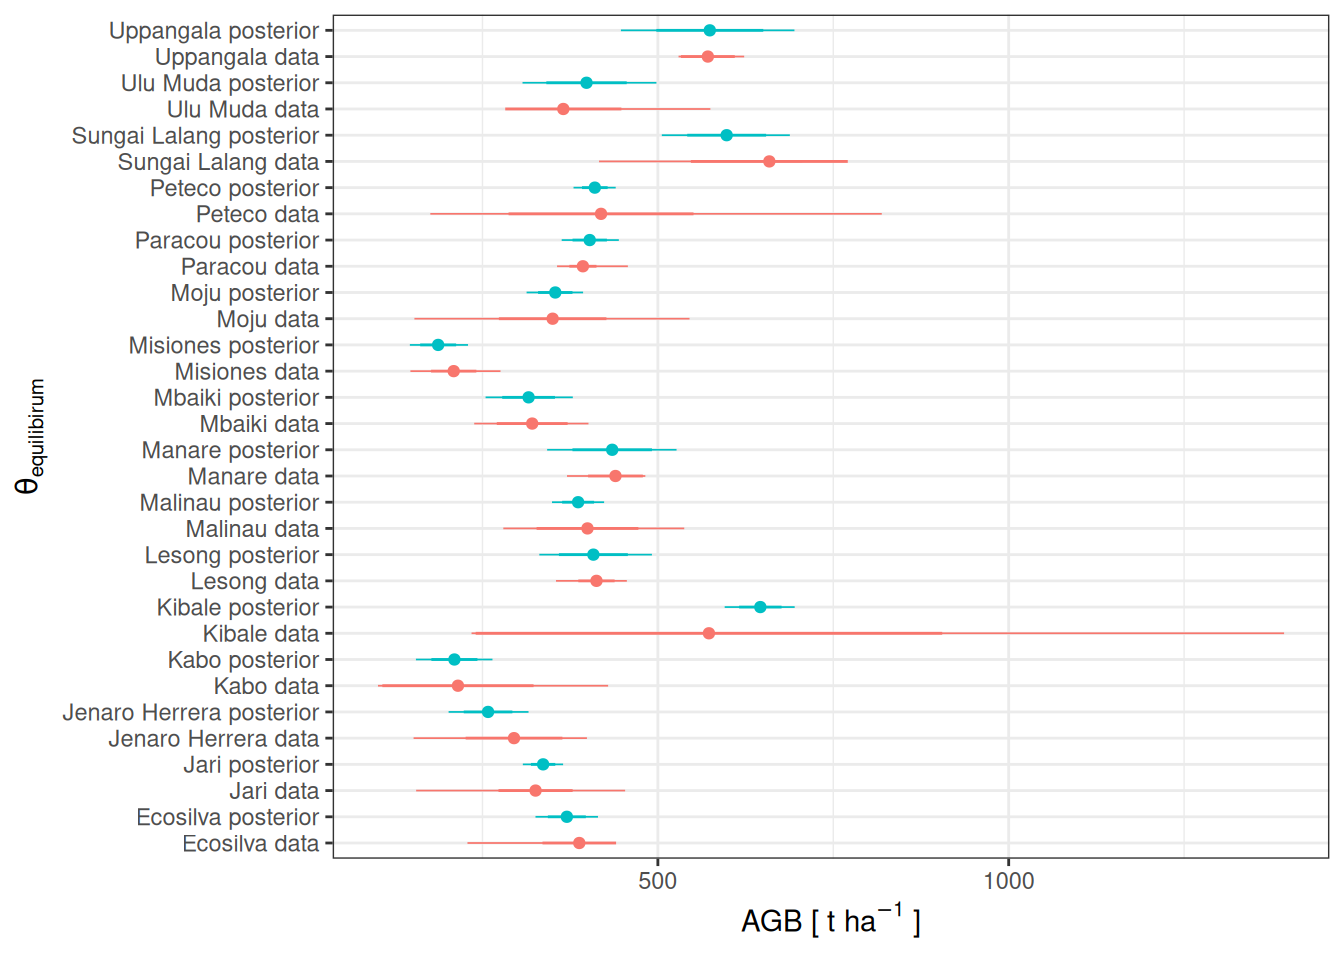 Uppangala posterior
Uppangala data
Ulu Muda posterior
Ulu Muda data
Sungai Lalang posterior
Sungai Lalang data
Peteco posterior
Peteco data
Paracou posterior
Paracou data
Moju posterior
Moju data
Misiones posterior
Misiones data
Mbaiki posterior
Mbaiki data
Manare posterior
Manare data
Malinau posterior
Malinau data
Lesong posterior
Lesong data
Kibale posterior
Kibale data
Kabo posterior
Kabo data
Jenaro Herrera posterior
Jenaro Herrera data
Jari posterior
Jari data
Ecosilva posterior
Ecosilva data
θequilibirum
500 1000
AGB [ t ha⁻¹ ]